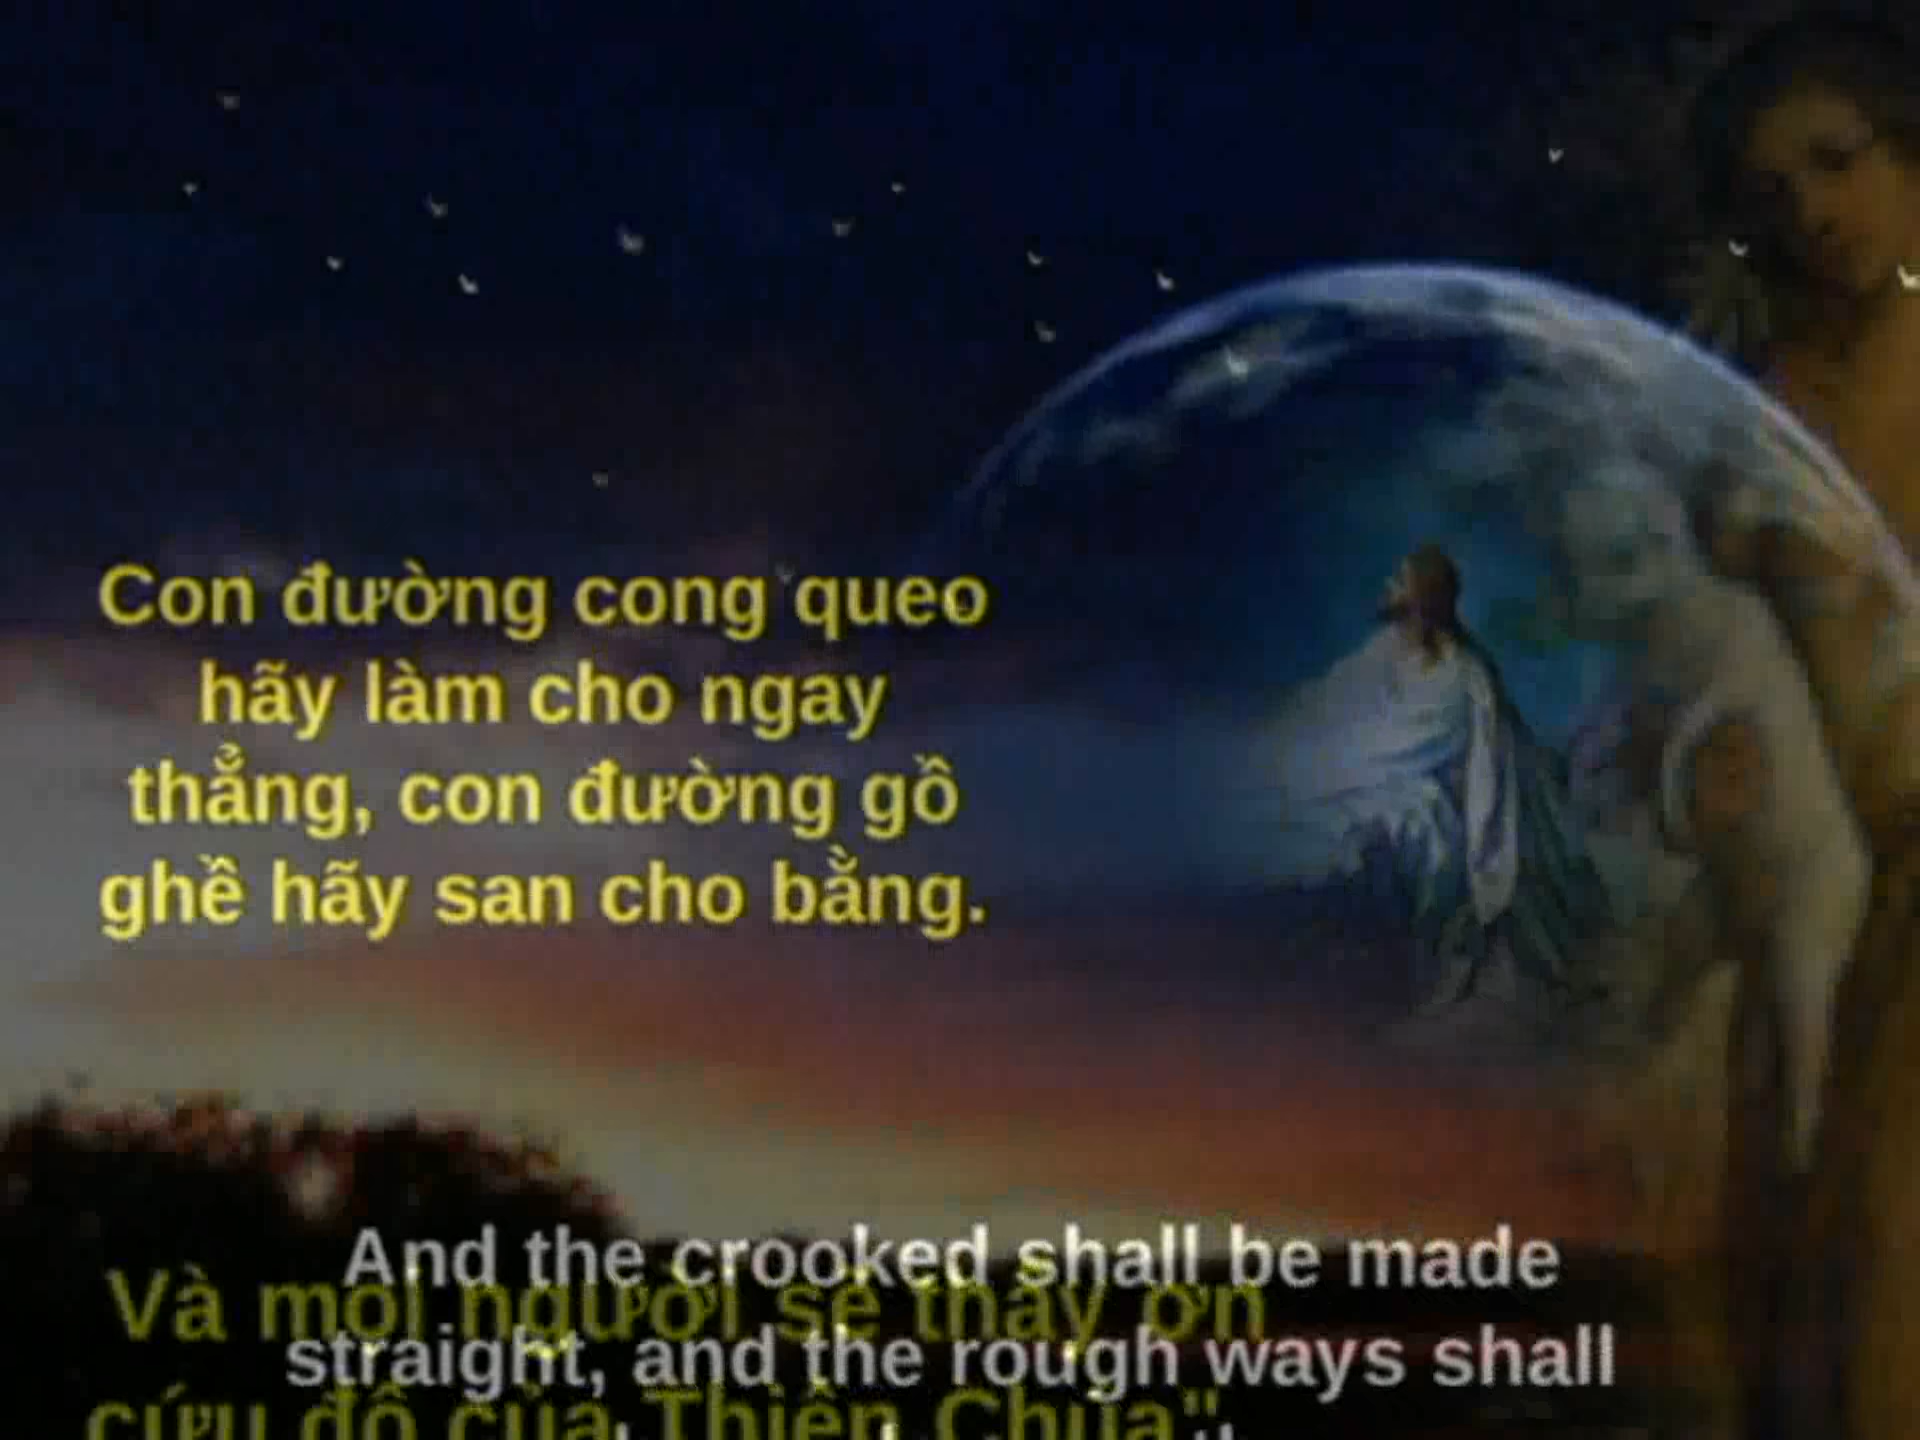 Con đường cong queo
hãy làm cho ngay
thẳng, con đường gồ
ghề hãy san cho bằng.
And the crooked shall be made
Và mọi người sẽ thấy ơn
straight, and the rough ways shall
cứu độ của Thiên Chúa".